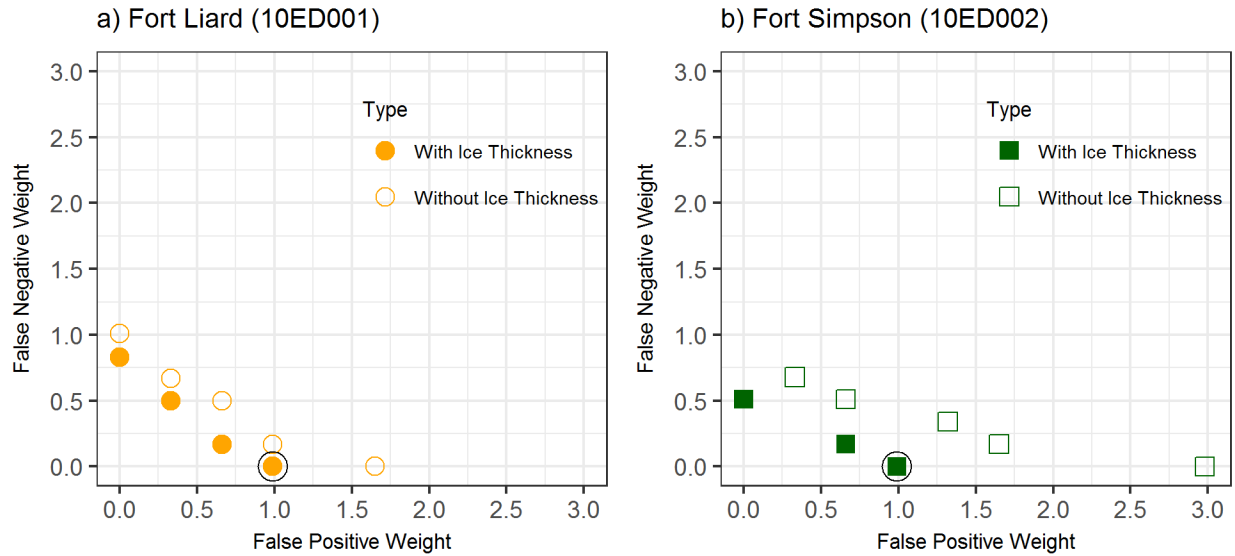 a) Fort Liard (10ED001)
3.0
2.5
2.0
1.5
1.0
0.5
0.0
False Negative Weight
Type
With Ice Thickness
Without Ice Thickness
0.0 0.5 1.0 1.5 2.0 2.5 3.0
False Positive Weight
b) Fort Simpson (10ED002)
3.0
2.5
2.0
1.5
1.0
0.5
0.0
False Negative Weight
Type
With Ice Thickness
Without Ice Thickness
0.0 0.5 1.0 1.5 2.0 2.5 3.0
False Positive Weight